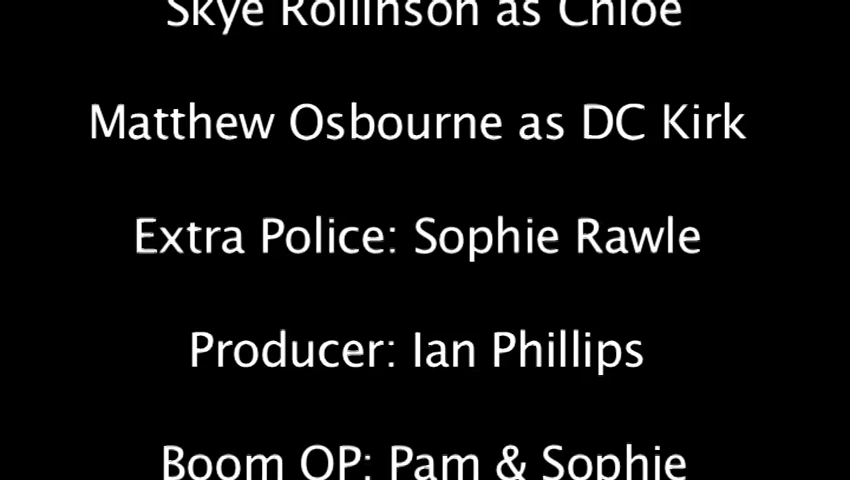 Skye Rollinson as Chloe
Matthew Osbourne as DC Kirk
Extra Police: Sophie Rawle
Producer: Ian Phillips
Boom OP: Pam & Sophie